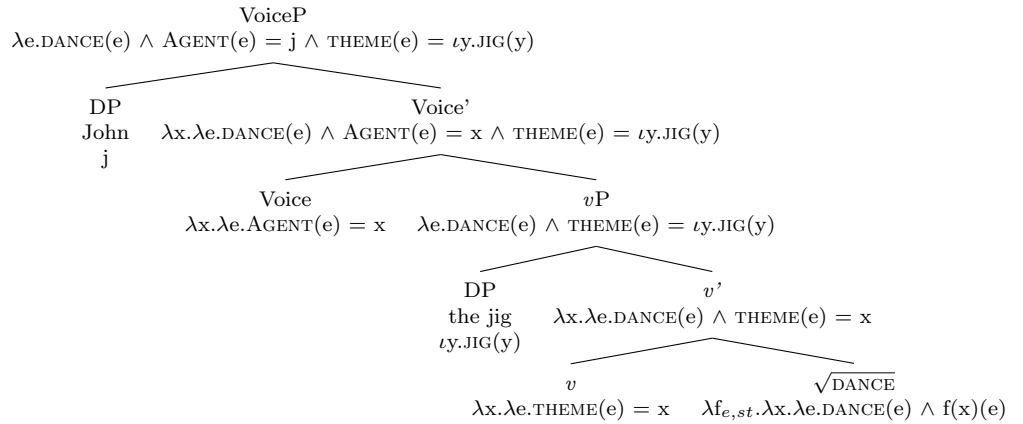 VoiceP
λe.DANCE(e) ∧ AGENT(e) = j ∧ THEME(e) = ιy.JIG(y)
DP
John
j
Voice’
λx.λe.DANCE(e) ∧ AGENT(e) = x ∧ THEME(e) = ιy.JIG(y)
Voice
λx.λe.AGENT(e) = x
vP
λe.DANCE(e) ∧ THEME(e) = ιy.JIG(y)
DP
the jig
ιy.JIG(y)
v’
λx.λe.DANCE(e) ∧ THEME(e) = x
v
λx.λe.THEME(e) = x
√DANCE
λf_{e,st}.λx.λe.DANCE(e) ∧ f(x)(e)